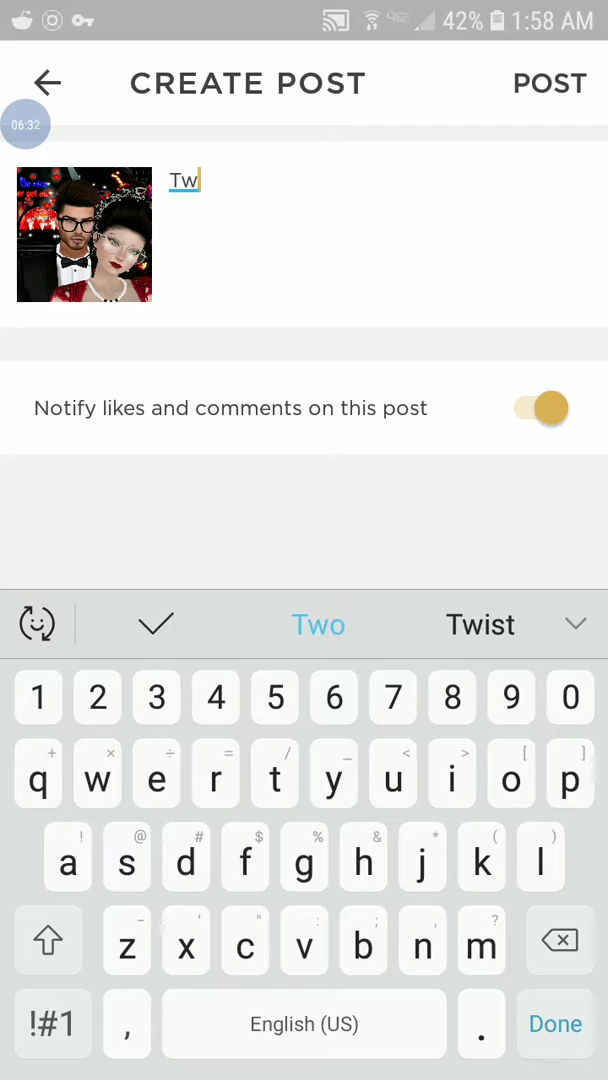 42% 1:58 AM
CREATE POST POST
06:32
Tw
Notify likes and comments on this post
Two Twist
1 2 3 4 5 6 7 8 9 0
+ × ÷ = / _ < > [ ]
q w e r t y u i o p
! @ # $ % & * ( )
a s d f g h j k l
- ' " : ; , ?
z x c v b n m
!#1 , English (US) . Done